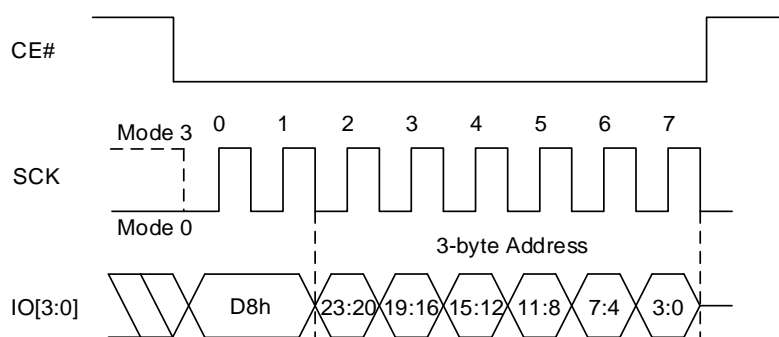 CE#
Mode 3 0 1 2 3 4 5 6 7
SCK
Mode 0
3-byte Address
IO[3:0] D8h 23:20 19:16 15:12 11:8 7:4 3:0